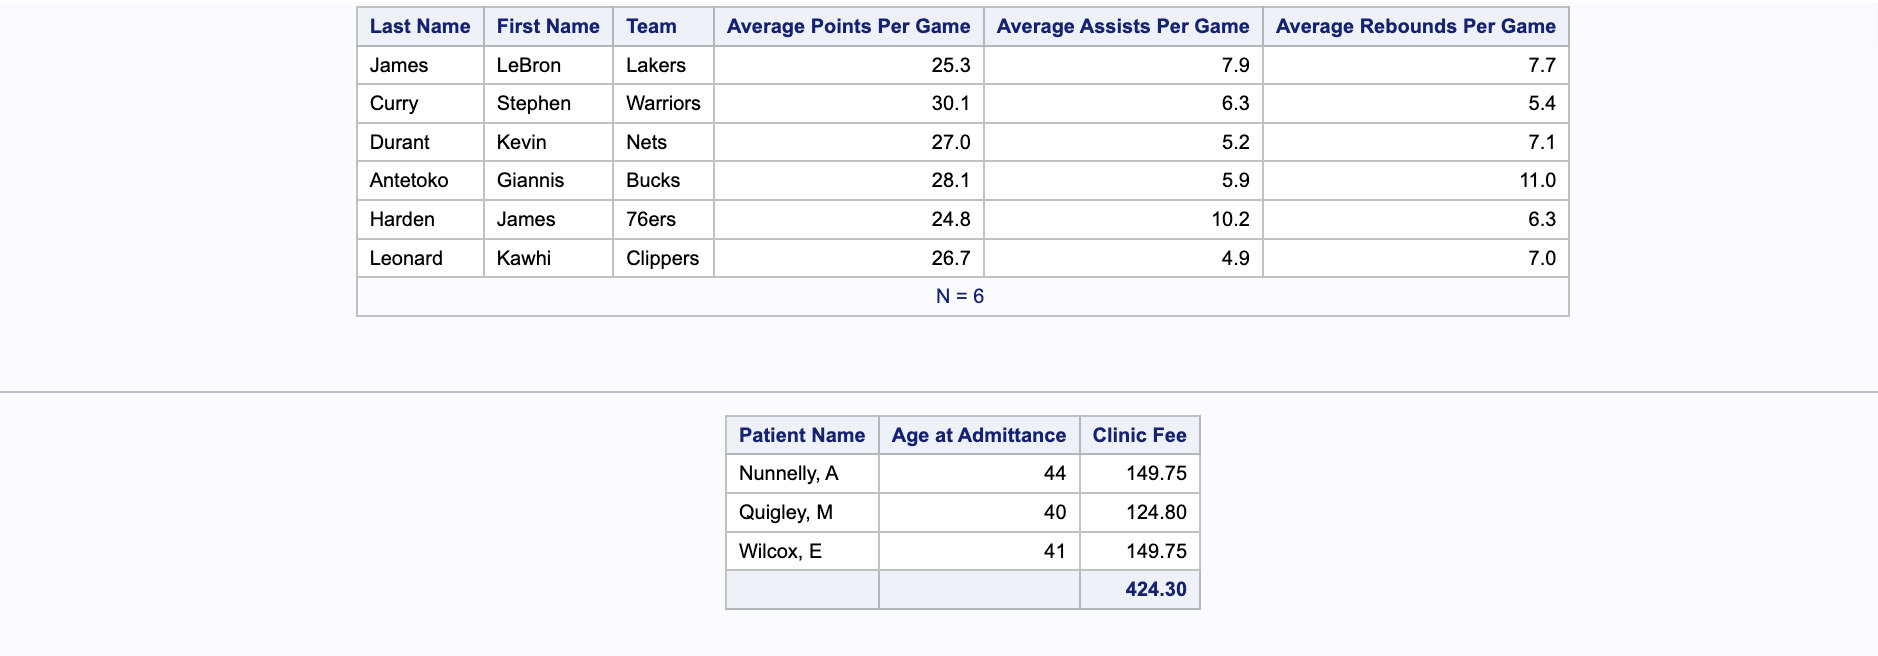 Last Name First Name Team Average Points Per Game Average Assists Per Game Average Rebounds Per Game
James LeBron Lakers 25.3 7.9 7.7
Curry Stephen Warriors 30.1 6.3 5.4
Durant Kevin Nets 27.0 5.2 7.1
Antetoko Giannis Bucks 28.1 5.9 11.0
Harden James 76ers 24.8 10.2 6.3
Leonard Kawhi Clippers 26.7 4.9 7.0
N = 6
Patient Name Age at Admittance Clinic Fee
Nunnelly, A 44 149.75
Quigley, M 40 124.80
Wilcox, E 41 149.75
424.30